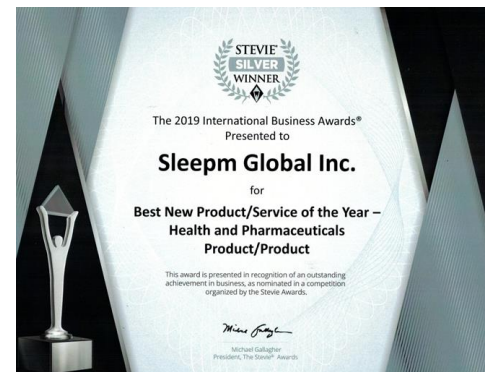 STEVIE®
SILVER
WINNER
The 2019 International Business Awards®
Presented to
Sleepm Global Inc.
for
Best New Product/Service of the Year –
Health and Pharmaceuticals
Product/Product
This award is presented in recognition of an outstanding
achievement in business, as nominated in a competition
organized by the Stevie Awards.
Michael Gallagher
President, The Stevie® Awards